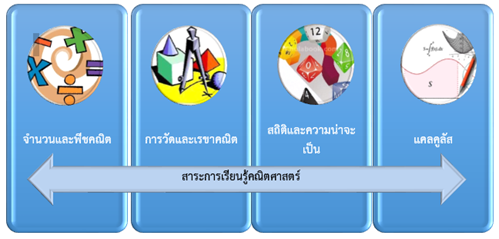 จำนวนและพีชคณิต
การวัดและเรขาคณิต
สถิติและความน่าจะ
เป็น
แคลคูลัส
สาระการเรียนรู้คณิตศาสตร์
12
S